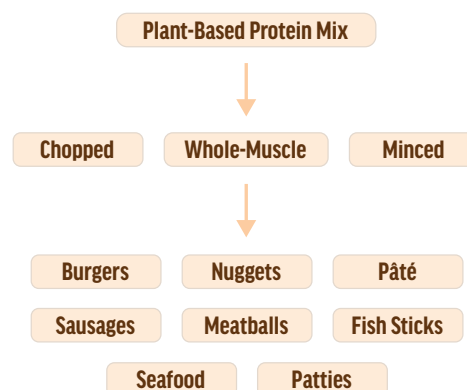 Plant-Based Protein Mix
Chopped Whole-Muscle Minced
Burgers Nuggets Pâté
Sausages Meatballs Fish Sticks
Seafood Patties